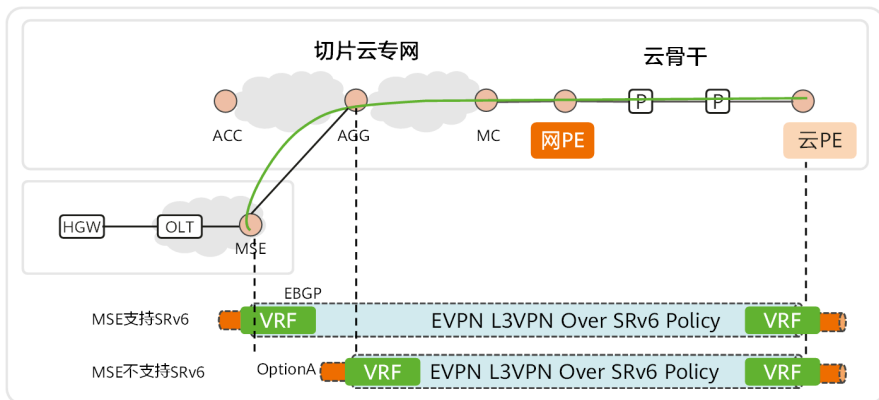 切片云专网
云骨干
P
P
ACC
AGG
MC
网PE
云PE
HGW
OLT
MSE
EBGP
MSE支持SRv6
VRF
EVPN L3VPN Over SRv6 Policy
VRF
MSE不支持SRv6
OptionA
VRF
EVPN L3VPN Over SRv6 Policy
VRF